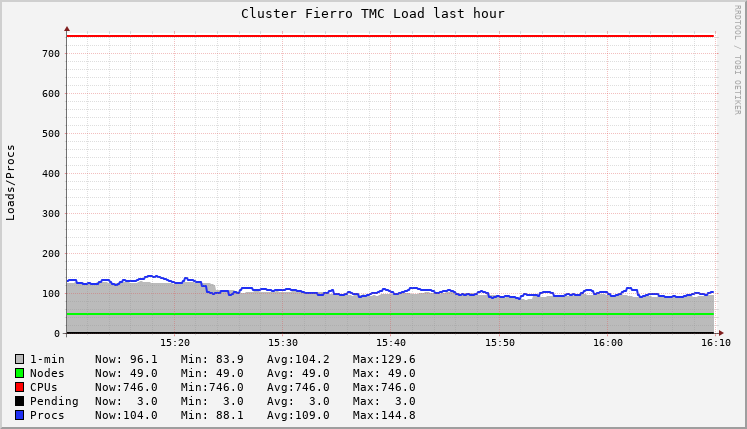 Cluster Fierro TMC Load last hour
RRDTOOL / TOBI OETIKER
Loads/Procs
700
600
500
400
300
200
100
0
15:20 15:30 15:40 15:50 16:00 16:10
1-min Now: 96.1 Min: 83.9 Avg:104.2 Max:129.6
Nodes Now: 49.0 Min: 49.0 Avg: 49.0 Max: 49.0
CPUs Now:746.0 Min:746.0 Avg:746.0 Max:746.0
Pending Now: 3.0 Min: 3.0 Avg: 3.0 Max: 3.0
Procs Now:104.0 Min: 88.1 Avg:109.0 Max:144.8